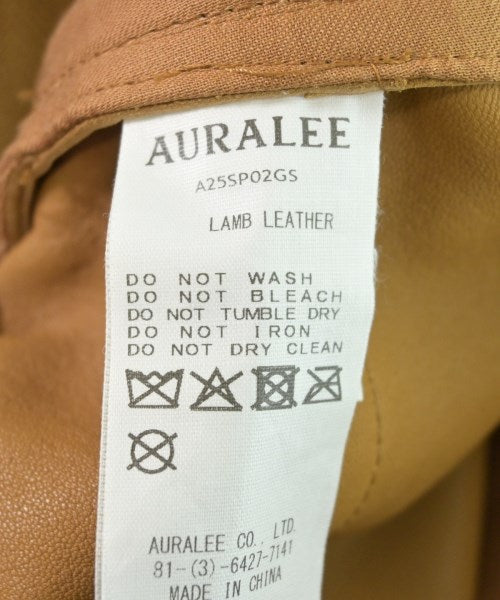 AURALEE
A25SP02GS
LAMB LEATHER
DO NOT WASH
DO NOT BLEACH
DO NOT TUMBLE DRY
DO NOT IRON
DO NOT DRY CLEAN
AURALEE CO., LTD.
81-(3)-6427-7141
MADE IN CHINA